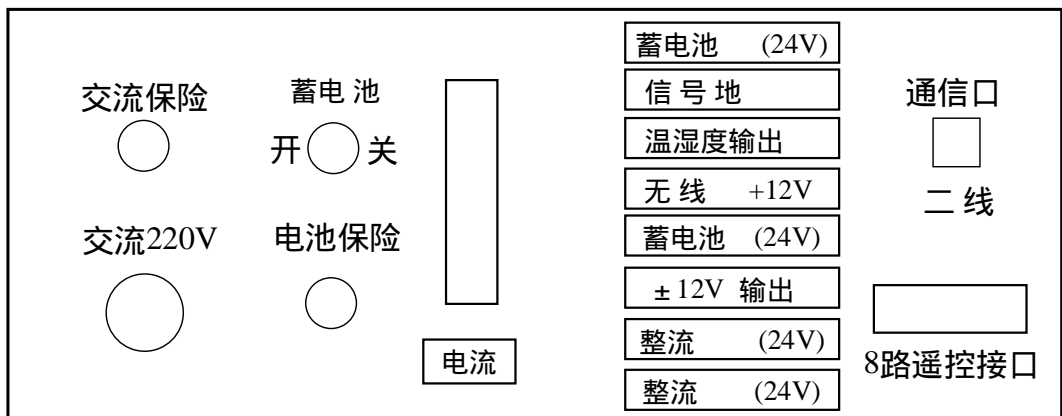 交流保险
蓄电 池
开 关
交流220V
电池保险
电流
蓄电池 (24V)
信 号 地
温湿度输出
无 线 +12V
蓄电池 (24V)
±12V 输出
整流 (24V)
整流 (24V)
通信口
二 线
8路遥控接口